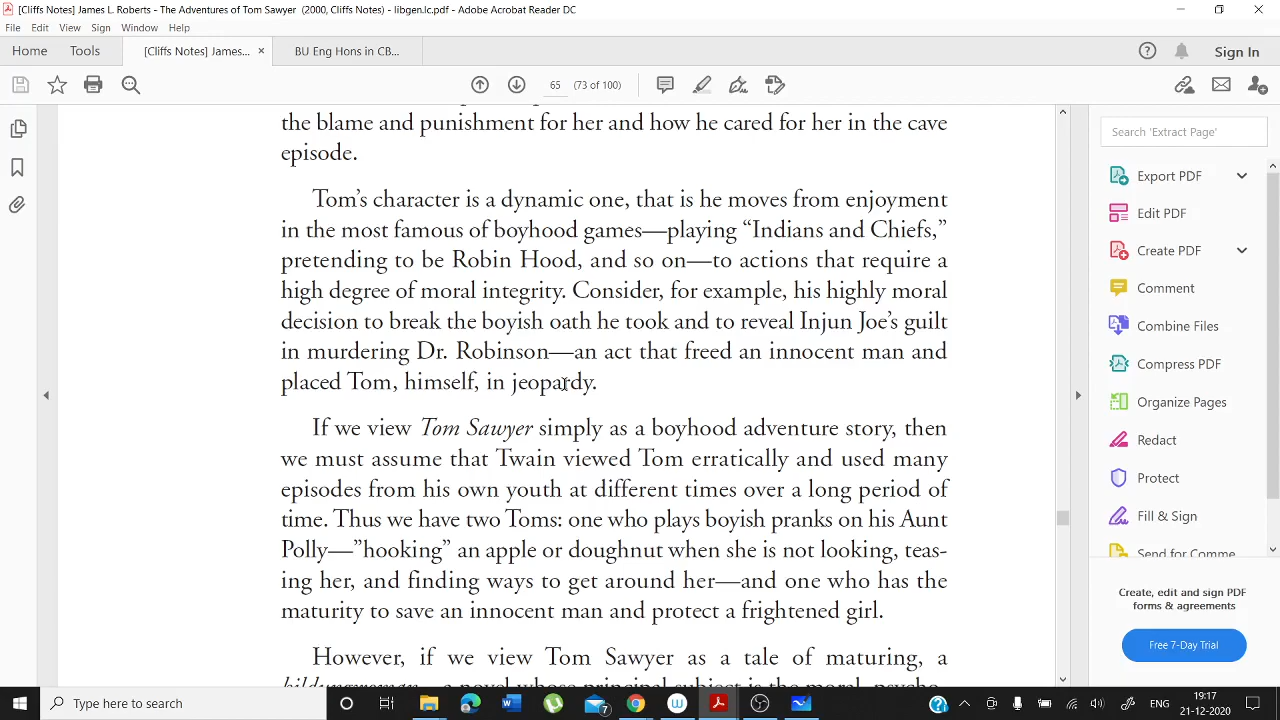 [Cliffs Notes] James L. Roberts - The Adventures of Tom Sawyer (2000, Cliffs Notes) - libgen.lc.pdf - Adobe Acrobat Reader DC
File Edit View Sign Window Help
Home Tools [Cliffs Notes] James... × BU Eng Hons in CB... Sign In
65 (73 of 100)
the blame and punishment for her and how he cared for her in the cave
episode.
Tom’s character is a dynamic one, that is he moves from enjoyment
in the most famous of boyhood games—playing “Indians and Chiefs,”
pretending to be Robin Hood, and so on—to actions that require a
high degree of moral integrity. Consider, for example, his highly moral
decision to break the boyish oath he took and to reveal Injun Joe’s guilt
in murdering Dr. Robinson—an act that freed an innocent man and
placed Tom, himself, in jeopardy.
If we view Tom Sawyer simply as a boyhood adventure story, then
we must assume that Twain viewed Tom erratically and used many
episodes from his own youth at different times over a long period of
time. Thus we have two Toms: one who plays boyish pranks on his Aunt
Polly—”hooking” an apple or doughnut when she is not looking, teas-
ing her, and finding ways to get around her—and one who has the
maturity to save an innocent man and protect a frightened girl.
However, if we view Tom Sawyer as a tale of maturing, a
Search 'Extract Page'
Export PDF
Edit PDF
Create PDF
Comment
Combine Files
Compress PDF
Organize Pages
Redact
Protect
Fill & Sign
Send for Comme
Create, edit and sign PDF
forms & agreements
Free 7-Day Trial
Type here to search
7
ENG
19:17
21-12-2020